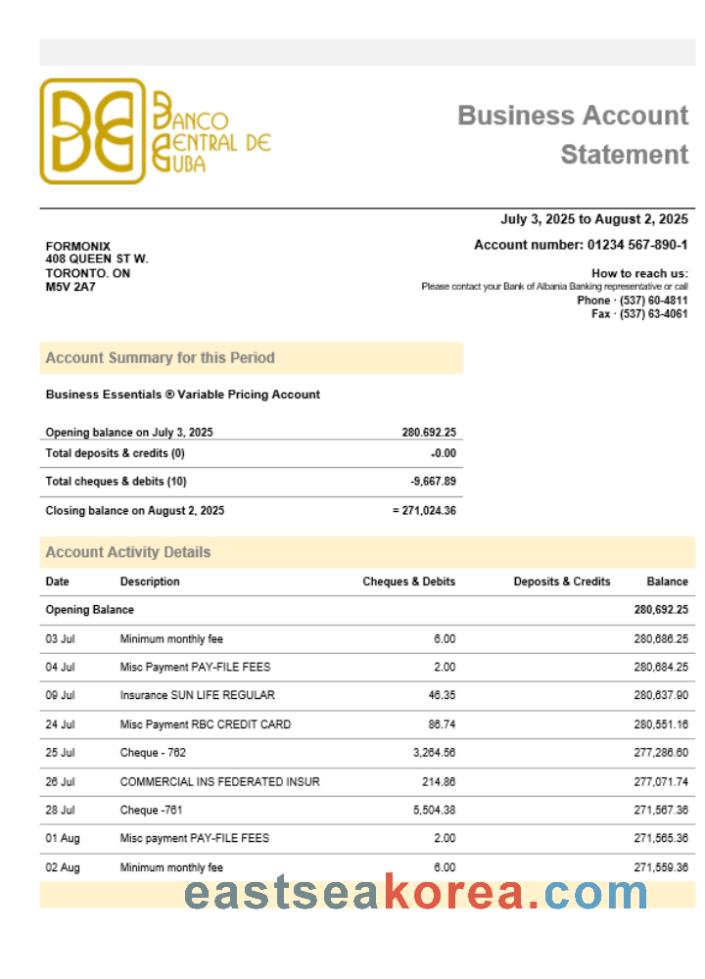 BANCO
CENTRAL DE
CUBA
Business Account
Statement
July 3, 2025 to August 2, 2025
FORMONIX
408 QUEEN ST W.
TORONTO. ON
M5V 2A7
Account number: 01234 567-890-1
How to reach us:
Please contact your Bank of Albania Banking representative or call
Phone · (537) 60-4811
Fax · (537) 63-4061
Account Summary for this Period
Business Essentials ® Variable Pricing Account
Opening balance on July 3, 2025 280.692.25
Total deposits & credits (0) -0.00
Total cheques & debits (10) -9,667.89
Closing balance on August 2, 2025 = 271,024.36
Account Activity Details
Date Description Cheques & Debits Deposits & Credits Balance
Opening Balance 280,692.25
03 Jul Minimum monthly fee 6.00 280,686.25
04 Jul Misc Payment PAY-FILE FEES 2.00 280,684.25
09 Jul Insurance SUN LIFE REGULAR 46.35 280,637.90
24 Jul Misc Payment RBC CREDIT CARD 86.74 280,551.16
25 Jul Cheque - 762 3,264.56 277,286.60
26 Jul COMMERCIAL INS FEDERATED INSUR 214.86 277,071.74
28 Jul Cheque -761 5,504.38 271,567.36
01 Aug Misc payment PAY-FILE FEES 2.00 271,565.36
02 Aug Minimum monthly fee 6.00 271,559.36
eastseakorea.com